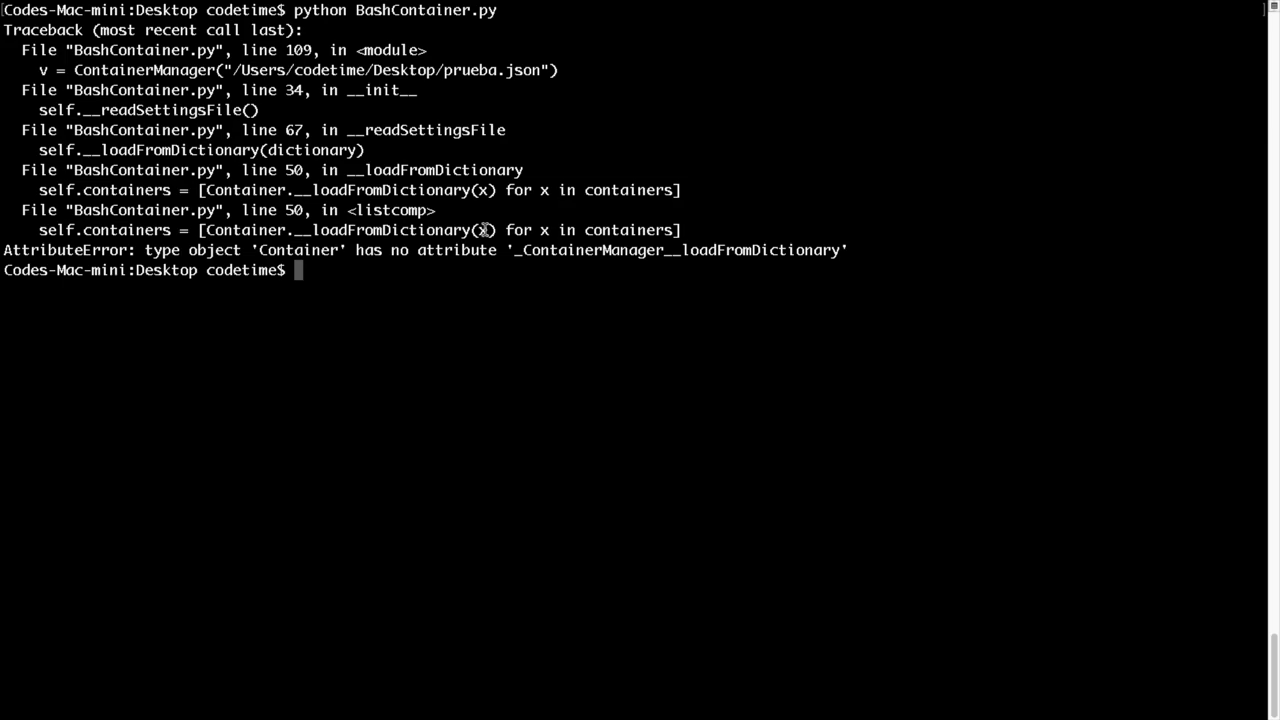 Codes-Mac-mini:Desktop codetime$ python BashContainer.py
Traceback (most recent call last):
  File "BashContainer.py", line 109, in <module>
    v = ContainerManager("/Users/codetime/Desktop/prueba.json")
  File "BashContainer.py", line 34, in __init__
    self.__readSettingsFile()
  File "BashContainer.py", line 67, in __readSettingsFile
    self.__loadFromDictionary(dictionary)
  File "BashContainer.py", line 50, in __loadFromDictionary
    self.containers = [Container.__loadFromDictionary(x) for x in containers]
  File "BashContainer.py", line 50, in <listcomp>
    self.containers = [Container.__loadFromDictionary(x) for x in containers]
AttributeError: type object 'Container' has no attribute '_ContainerManager__loadFromDictionary'
Codes-Mac-mini:Desktop codetime$